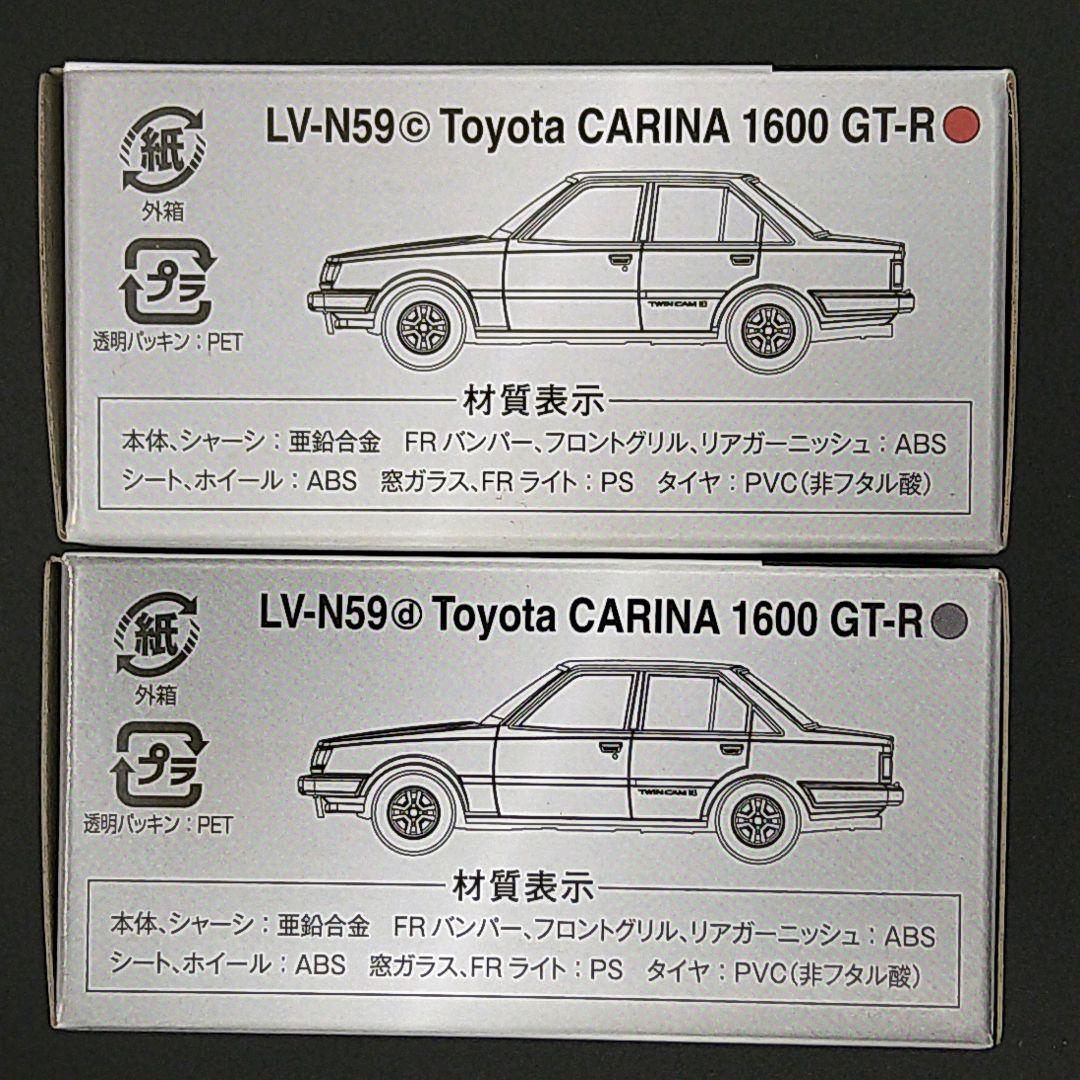 LV-N59ⓒ Toyota CARINA 1600 GT-R
紙
外箱
プラ
透明パッキン：PET
TWIN CAM
材質表示
本体、シャーシ：亜鉛合金　FRバンパー、フロントグリル、リアガーニッシュ：ABS
シート、ホイール：ABS　窓ガラス、FRライト：PS　タイヤ：PVC（非フタル酸）
LV-N59ⓓ Toyota CARINA 1600 GT-R
紙
外箱
プラ
透明パッキン：PET
TWIN CAM
材質表示
本体、シャーシ：亜鉛合金　FRバンパー、フロントグリル、リアガーニッシュ：ABS
シート、ホイール：ABS　窓ガラス、FRライト：PS　タイヤ：PVC（非フタル酸）